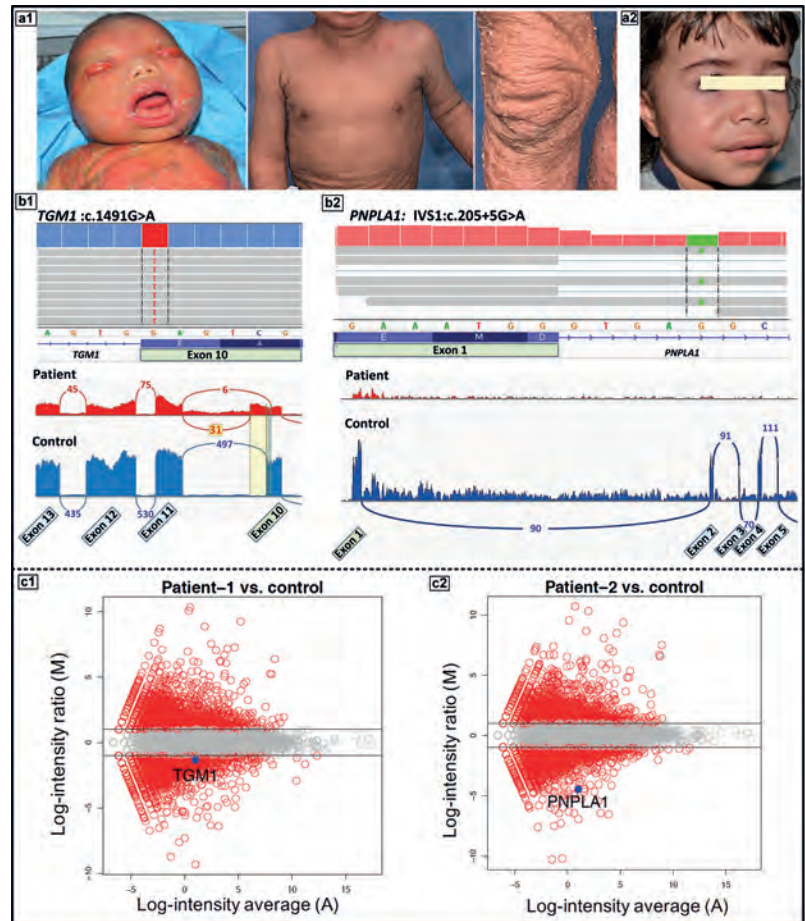 a1
a2
b1
TGM1 :c.1491G>A
A G T G G A G T C G
E A
TGM1 Exon 10
Patient
45 75 6
31
Control
497
435 530
Exon 13 Exon 12 Exon 11 Exon 10
b2
PNPLA1: IVS1:c.205+5G>A
G A A A T G G G T G A G G C
E M D
Exon 1 PNPLA1
Patient
Control
91 111
90 70
Exon 1 Exon 2 Exon 3 Exon 4 Exon 5
c1
Patient−1 vs. control
Log-intensity ratio (M)
10
5
0
−5
−10
TGM1
−5 0 5 10 15
Log-intensity average (A)
c2
Patient−2 vs. control
Log-intensity ratio (M)
10
5
0
−5
−10
PNPLA1
−5 0 5 10 15
Log-intensity average (A)